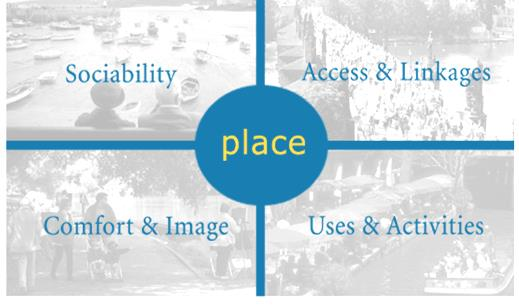 Sociability
Access & Linkages
place
Comfort & Image
Uses & Activities